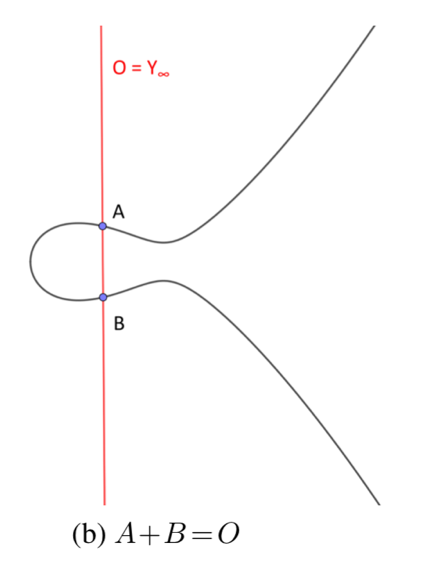 O = Y∞
A
B
(b) A+B=O